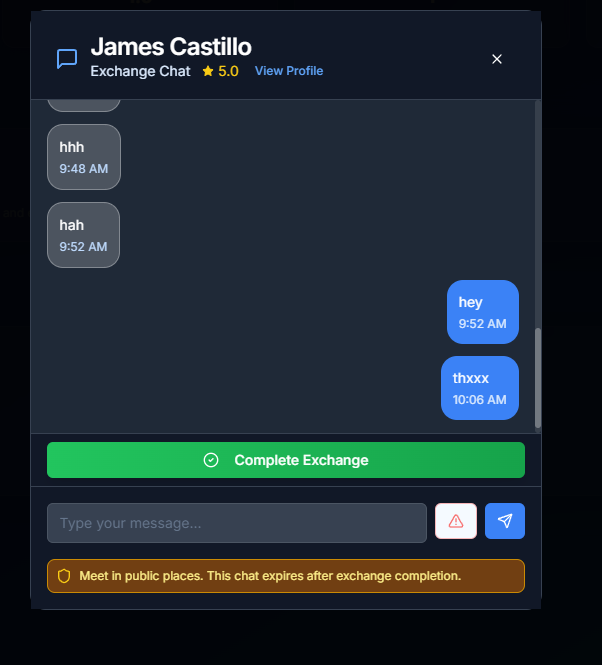 James Castillo
Exchange Chat 5.0 View Profile
hhh
9:48 AM
hah
9:52 AM
hey
9:52 AM
thxxx
10:06 AM
Complete Exchange
Type your message...
Meet in public places. This chat expires after exchange completion.